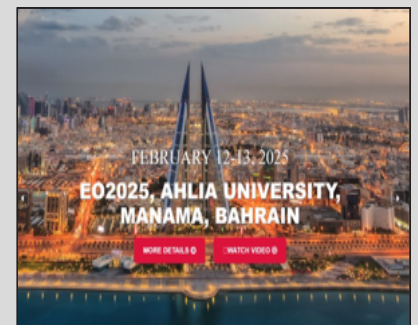 FEBRUARY 12-13, 2025
EO2025, AHLIA UNIVERSITY,
MANAMA, BAHRAIN
MORE DETAILS
WATCH VIDEO